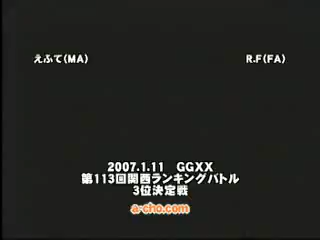 えふて(MA)
R.F(FA)
2007.1.11 GGXX
第113回関西ランキングバトル
3位決定戦
a-cho.com